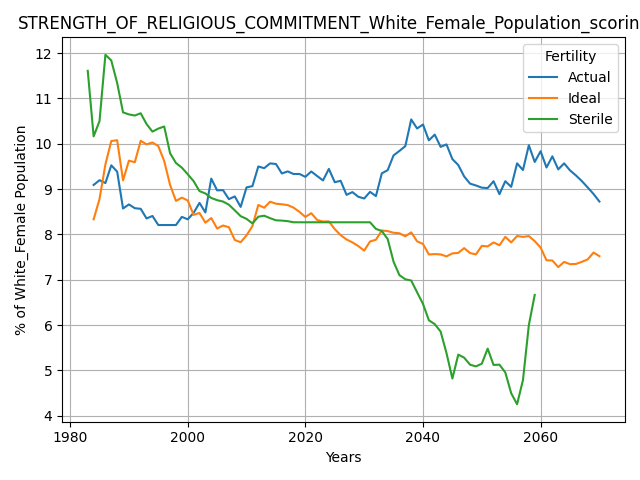 STRENGTH_OF_RELIGIOUS_COMMITMENT_White_Female_Population_scorin
12
11
10
9
8
7
6
5
4
% of White_Female Population
Fertility
Actual
Ideal
Sterile
1980
2000
2020
2040
2060
Years